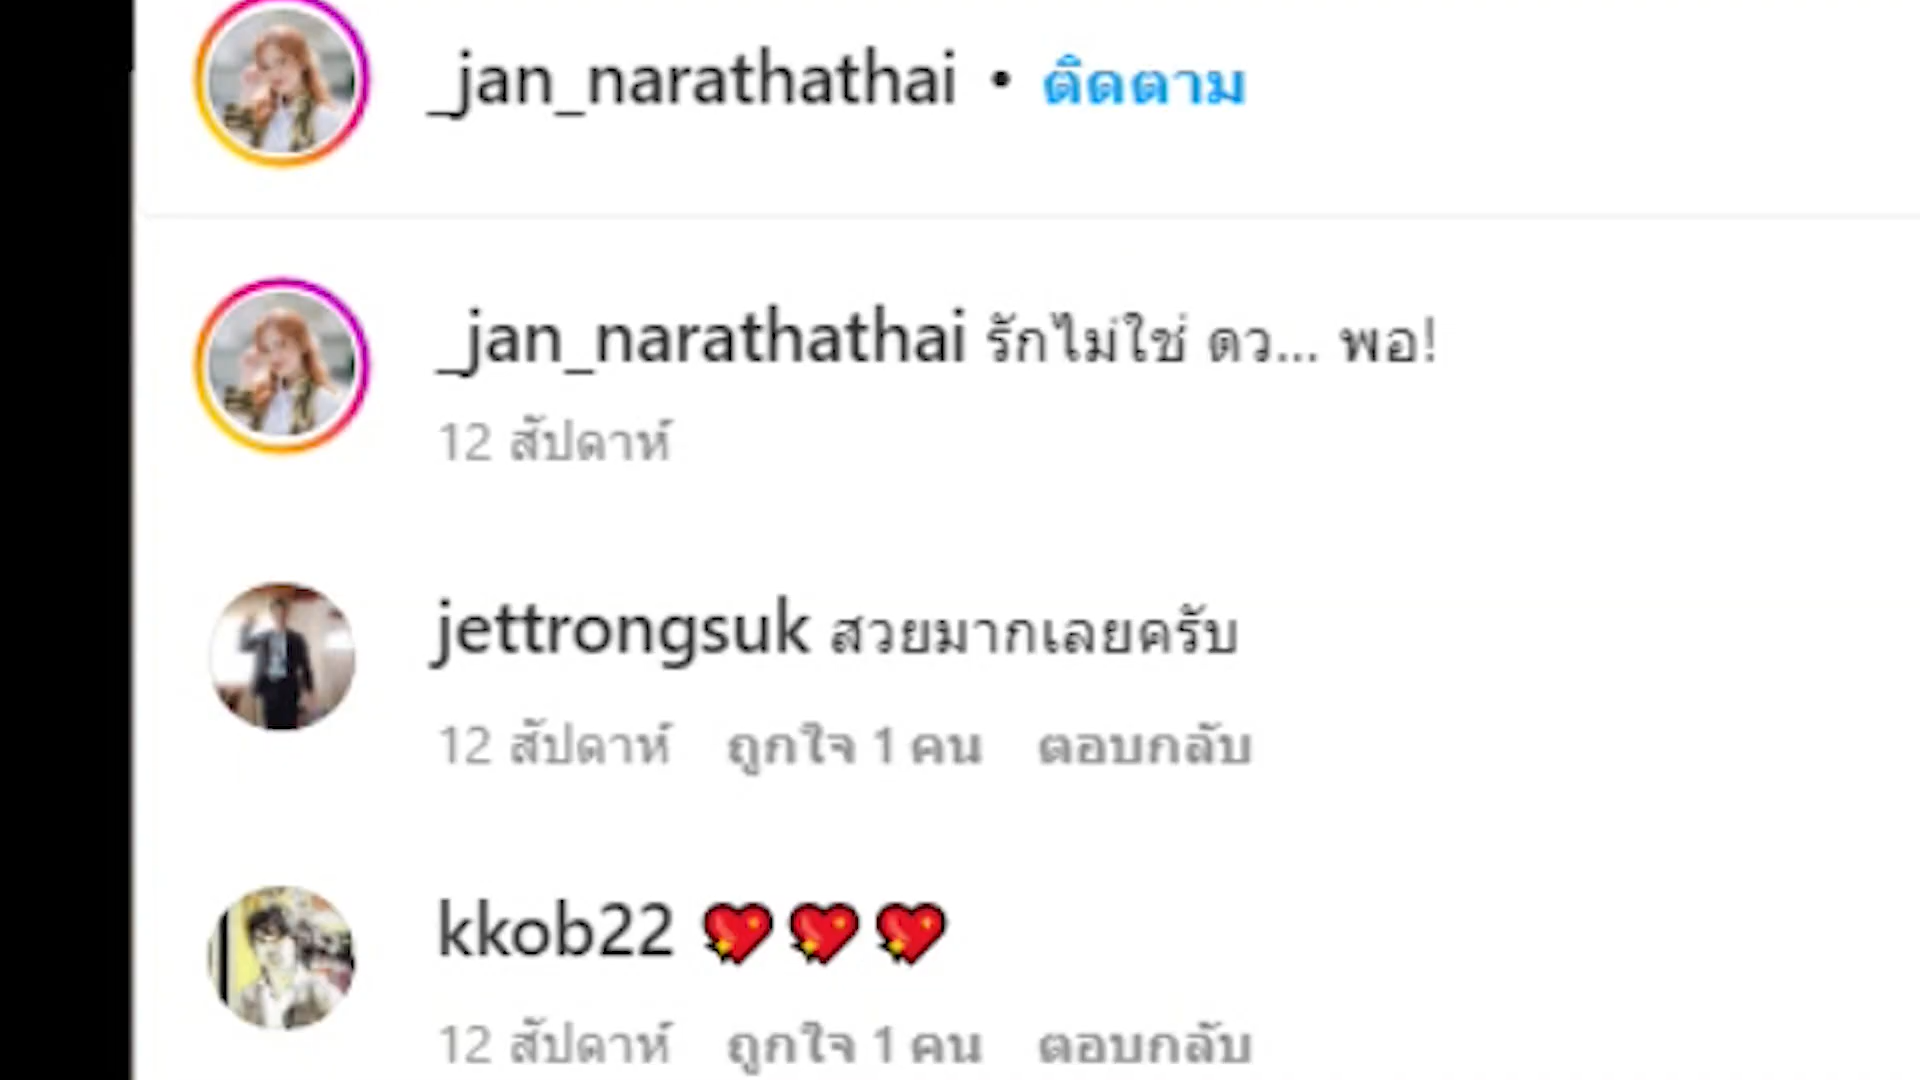 _jan_narathathai • ติดตาม
_jan_narathathai รักไม่ใช่ ดว... พอ!
12 สัปดาห์
jettrongsuk สวยมากเลยครับ
12 สัปดาห์ ถูกใจ 1 คน ตอบกลับ
kkob22 💖💖💖
12 สัปดาห์ ถูกใจ 1 คน ตอบกลับ